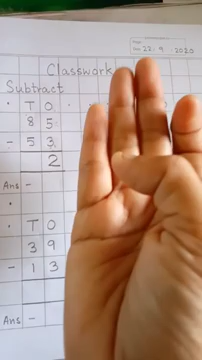 Date 22.9.2020
Classwork
Subtract
T O
8 5
- 5 3
2
Ans -
T O
3 9
- 1 3
Ans -